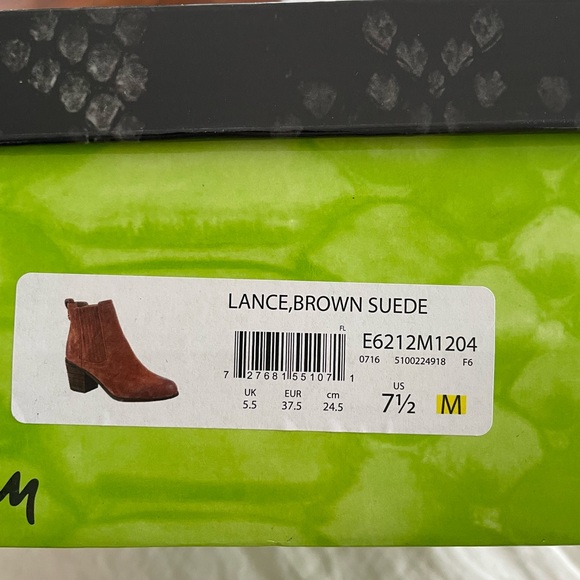 LANCE,BROWN SUEDE
FL
E6212M1204
0716 5100224918 F6
7 27681 55107 1
UK EUR cm US
5.5 37.5 24.5 7½ M